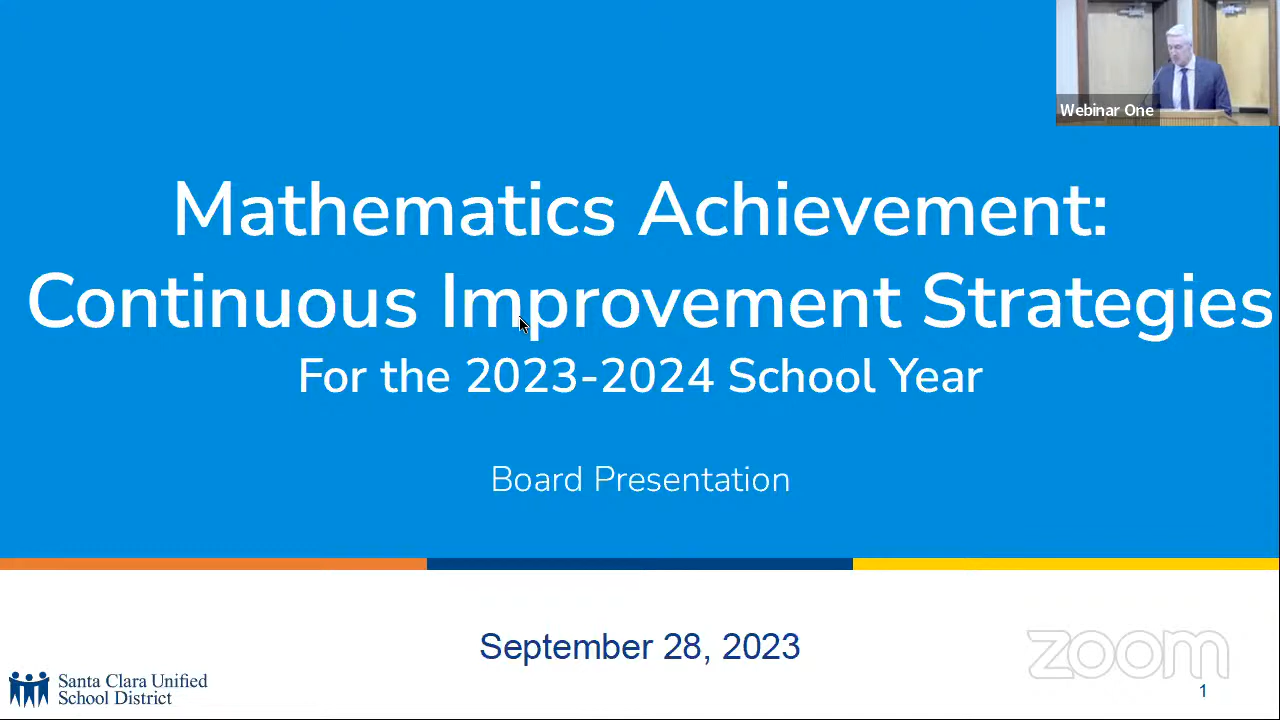 Webinar One
Mathematics Achievement:
Continuous Improvement Strategies
For the 2023-2024 School Year
Board Presentation
September 28, 2023
zoom
Santa Clara Unified
School District
1